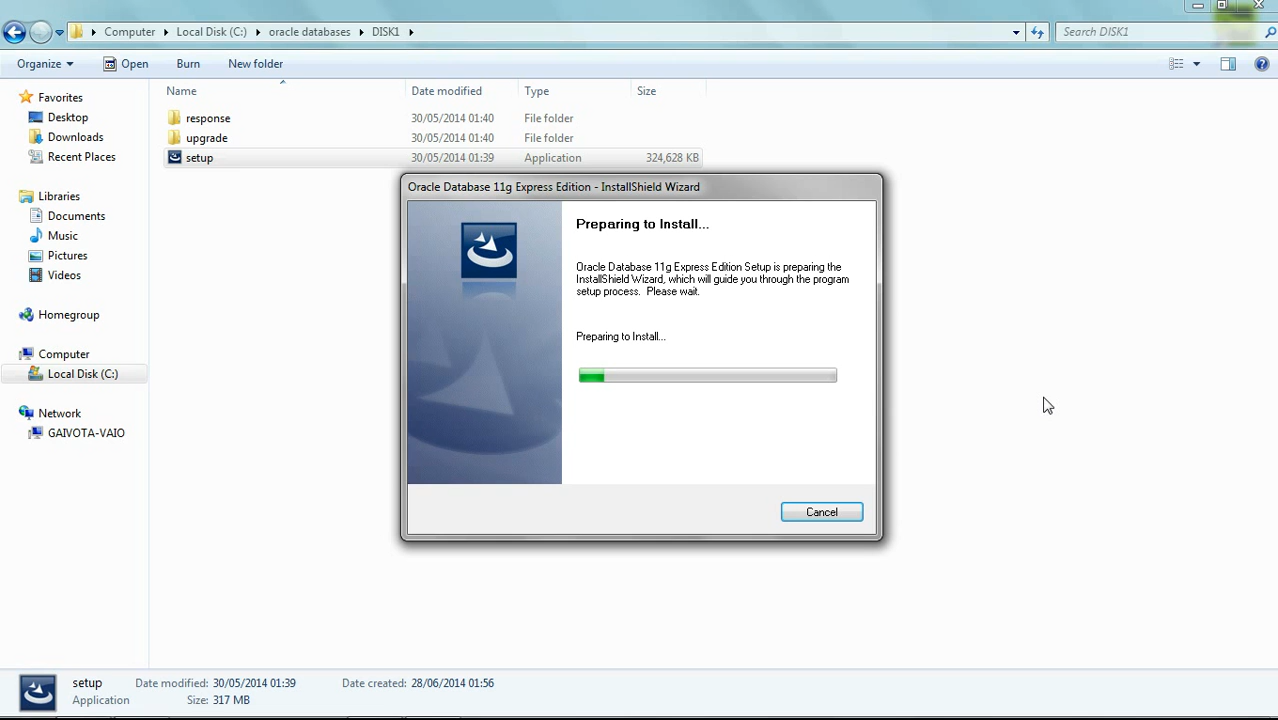 Computer Local Disk (C:) oracle databases DISK1
Search DISK1
Organize Open Burn New folder
Name Date modified Type Size
Favorites
Desktop
Downloads
Recent Places
Libraries
Documents
Music
Pictures
Videos
Homegroup
Computer
Local Disk (C:)
Network
GAIVOTA-VAIO
response 30/05/2014 01:40 File folder
upgrade 30/05/2014 01:40 File folder
setup 30/05/2014 01:39 Application 324,628 KB
Oracle Database 11g Express Edition - InstallShield Wizard
Preparing to Install...
Oracle Database 11g Express Edition Setup is preparing the
InstallShield Wizard, which will guide you through the program
setup process. Please wait.
Preparing to Install...
Cancel
setup Date modified: 30/05/2014 01:39 Date created: 28/06/2014 01:56
Application Size: 317 MB